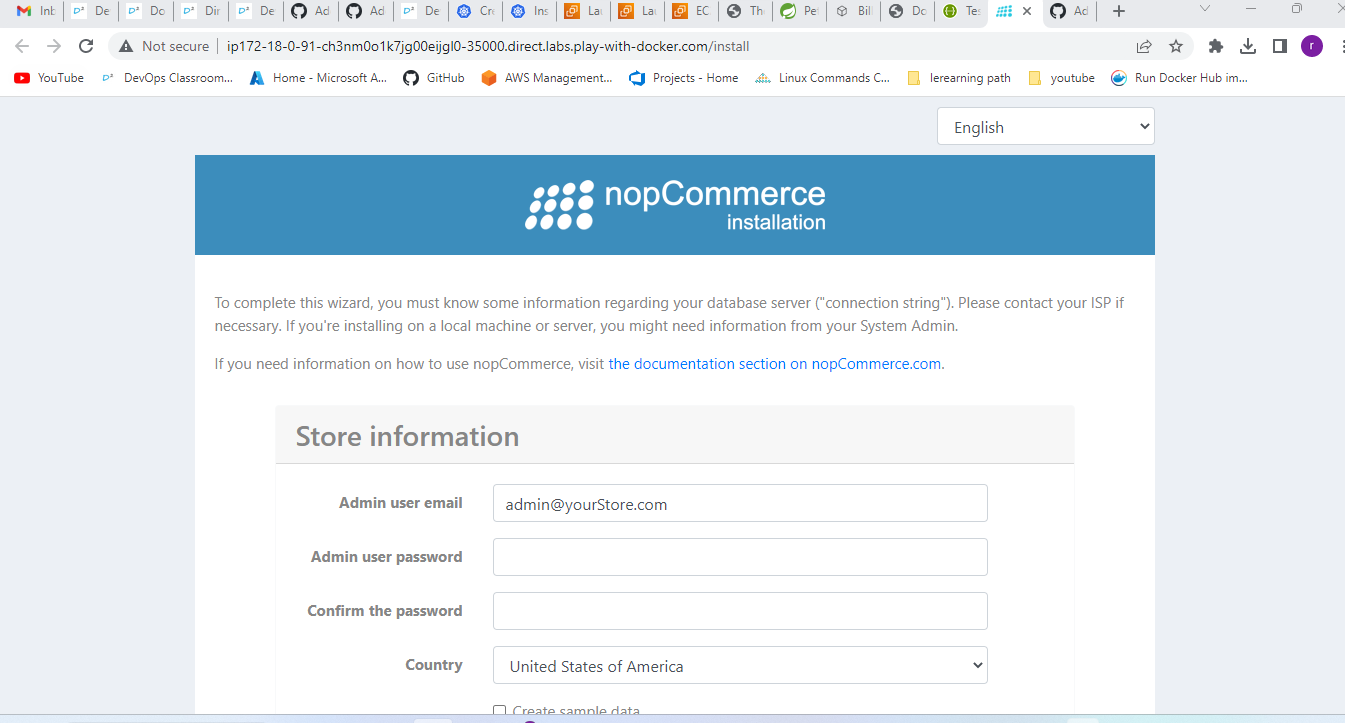 Inb De Do Din De Ad Ad De Cre Ins Lau Lau EC Th Pet Bill Do Tes Ad
Not secure ip172-18-0-91-ch3nm0o1k7jg00eijgl0-35000.direct.labs.play-with-docker.com/install r
YouTube DevOps Classroom... Home - Microsoft A... GitHub AWS Management... Projects - Home Linux Commands C... lerearning path youtube Run Docker Hub im...
English
nopCommerce
installation
To complete this wizard, you must know some information regarding your database server ("connection string"). Please contact your ISP if
necessary. If you're installing on a local machine or server, you might need information from your System Admin.
If you need information on how to use nopCommerce, visit the documentation section on nopCommerce.com.
Store information
Admin user email admin@yourStore.com
Admin user password
Confirm the password
Country United States of America
Create sample data